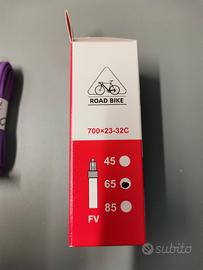 ROAD BIKE
700×23-32C
45
65
85
FV
subito